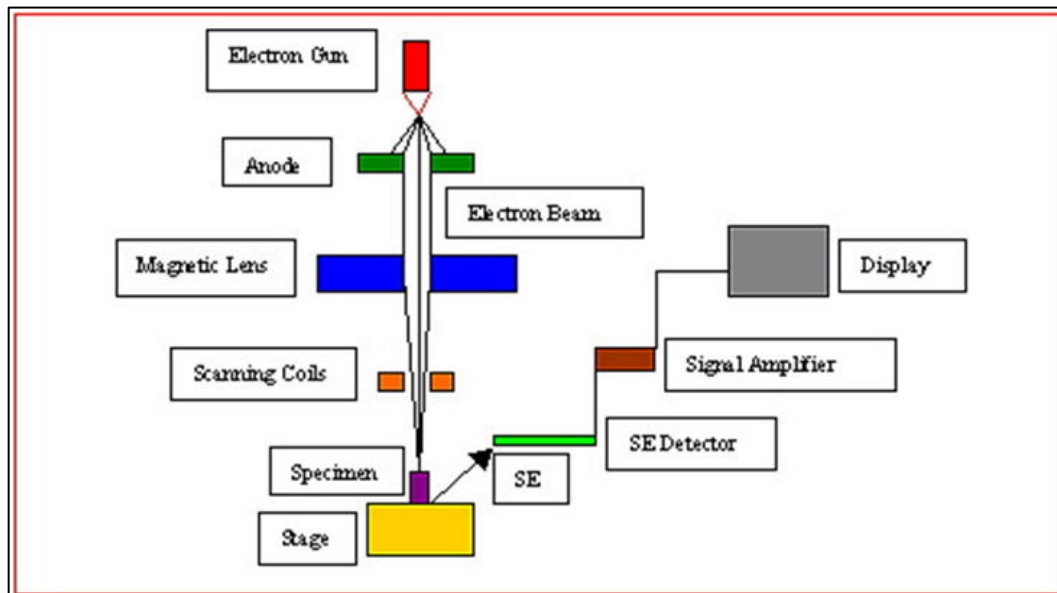 Electron Gun
Anode
Electron Beam
Magnetic Lens
Display
Scanning Coils
Signal Amplifier
SE Detector
Specimen
SE
Stage